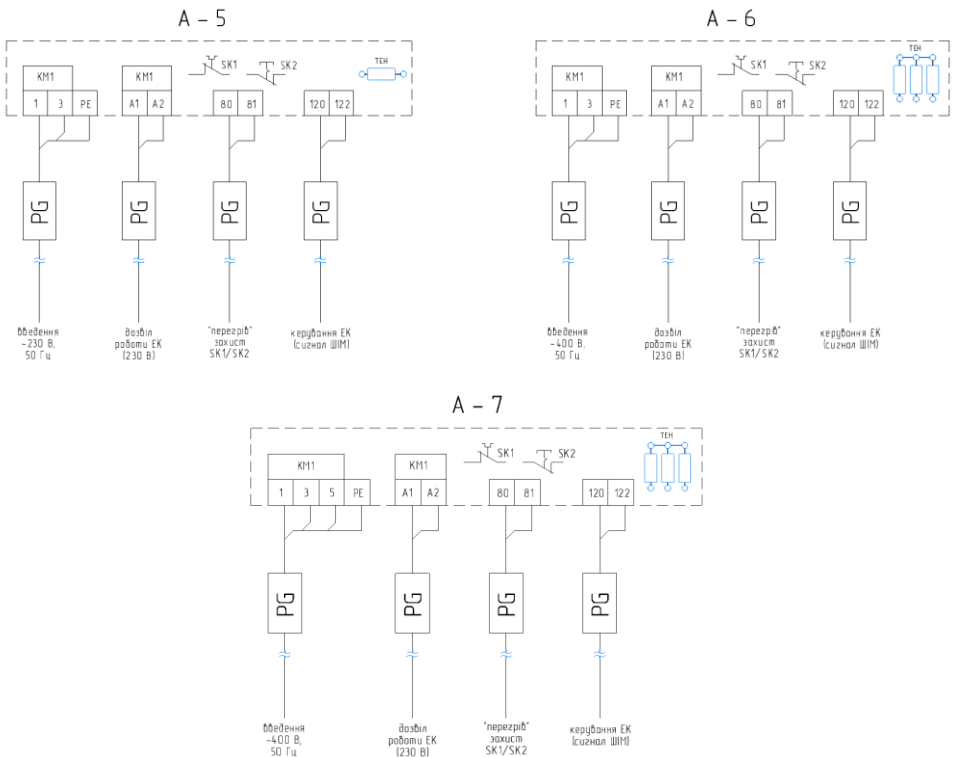 А – 5
ТЕН
КМ1
КМ1
SK1
SK2
1 3 PE
A1 A2
80 81
120 122
PG
PG
PG
PG
введення
~230 В,
50 Гц
дозвіл
роботи ЕК
(230 В)
"перегрів"
захист
SK1/SK2
керування ЕК
(сигнал ШІМ)
А – 6
ТЕН
КМ1
КМ1
SK1
SK2
1 3 PE
A1 A2
80 81
120 122
PG
PG
PG
PG
введення
~400 В,
50 Гц
дозвіл
роботи ЕК
(230 В)
"перегрів"
захист
SK1/SK2
керування ЕК
(сигнал ШІМ)
А – 7
ТЕН
КМ1
КМ1
SK1
SK2
1 3 5 PE
A1 A2
80 81
120 122
PG
PG
PG
PG
введення
~400 В,
50 Гц
дозвіл
роботи ЕК
(230 В)
"перегрів"
захист
SK1/SK2
керування ЕК
(сигнал ШІМ)